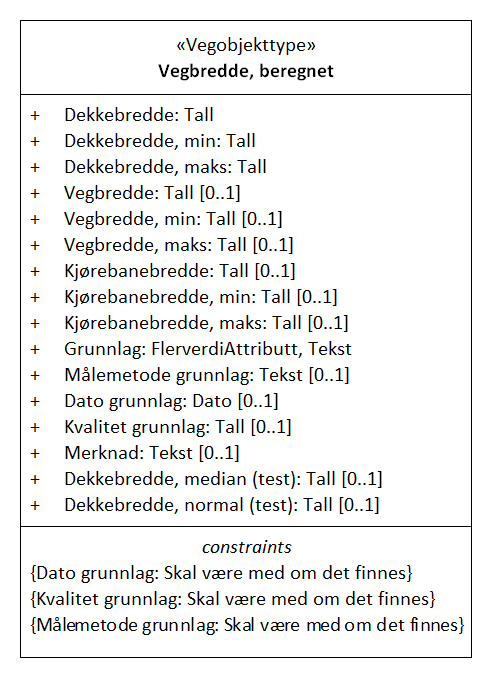 «Vegobjekttype»
Vegbredde, beregnet
+ Dekkebredde: Tall
+ Dekkebredde, min: Tall
+ Dekkebredde, maks: Tall
+ Vegbredde: Tall [0..1]
+ Vegbredde, min: Tall [0..1]
+ Vegbredde, maks: Tall [0..1]
+ Kjørebanebredde: Tall [0..1]
+ Kjørebanebredde, min: Tall [0..1]
+ Kjørebanebredde, maks: Tall [0..1]
+ Grunnlag: FlerverdiAttributt, Tekst
+ Målemetode grunnlag: Tekst [0..1]
+ Dato grunnlag: Dato [0..1]
+ Kvalitet grunnlag: Tall [0..1]
+ Merknad: Tekst [0..1]
+ Dekkebredde, median (test): Tall [0..1]
+ Dekkebredde, normal (test): Tall [0..1]
constraints
{Dato grunnlag: Skal være med om det finnes}
{Kvalitet grunnlag: Skal være med om det finnes}
{Målemetode grunnlag: Skal være med om det finnes}